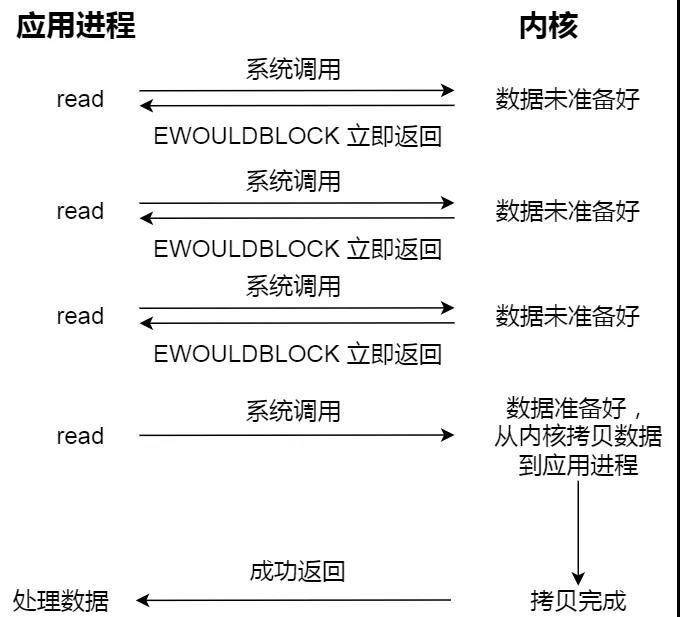 应用进程
内核
系统调用
read
数据未准备好
EWOULDBLOCK 立即返回
系统调用
read
数据未准备好
EWOULDBLOCK 立即返回
系统调用
read
数据未准备好
EWOULDBLOCK 立即返回
系统调用
read
数据准备好，
从内核拷贝数据
到应用进程
成功返回
处理数据
拷贝完成